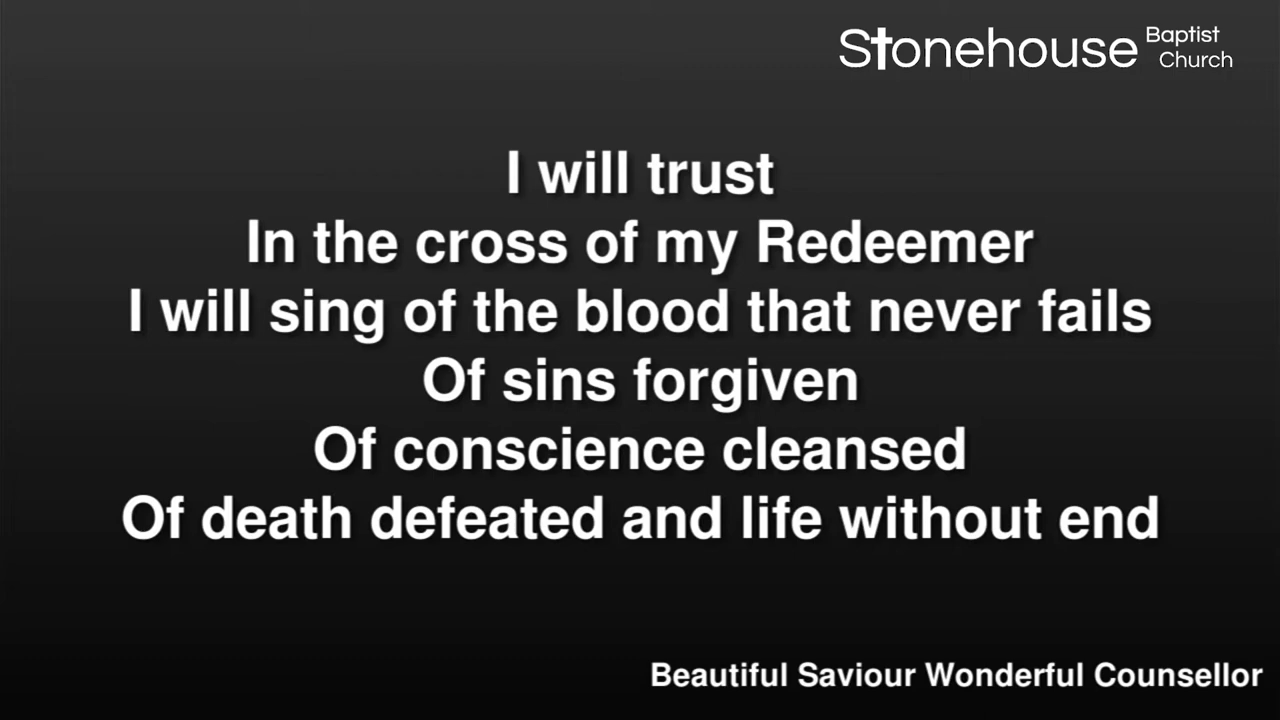 Stonehouse Baptist Church
I will trust
In the cross of my Redeemer
I will sing of the blood that never fails
Of sins forgiven
Of conscience cleansed
Of death defeated and life without end
Beautiful Saviour Wonderful Counsellor